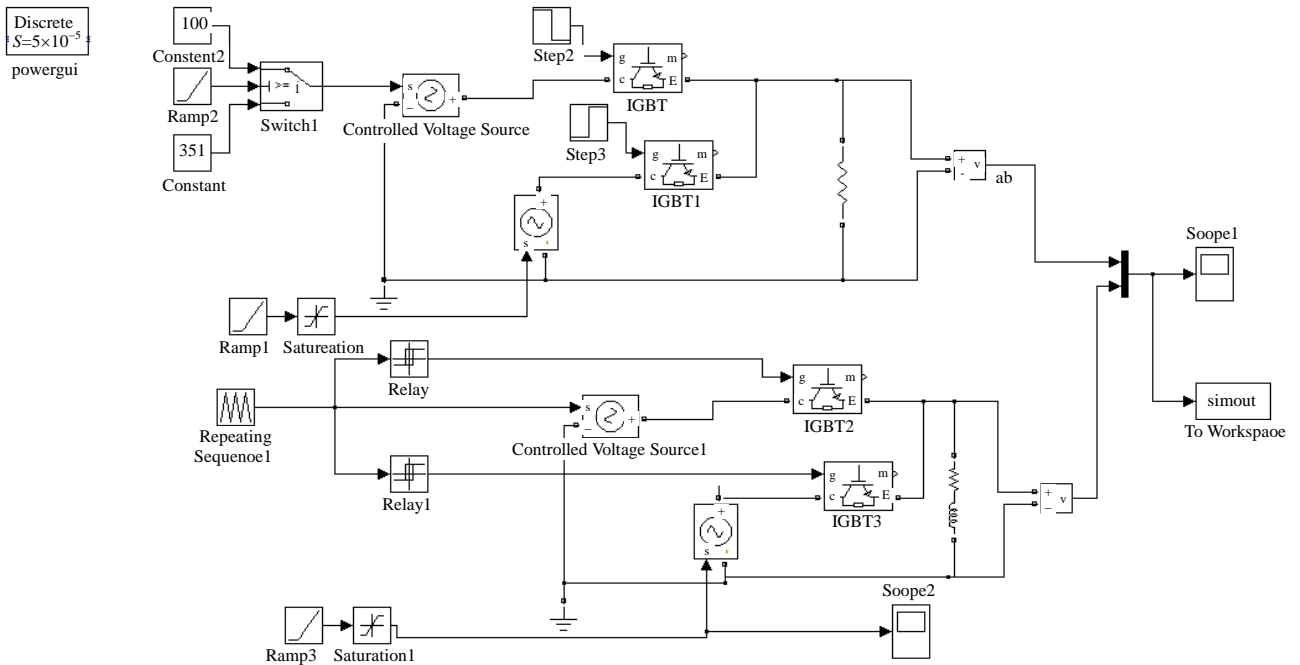 Discrete
S=5×10⁻⁵
powergui
100
Constent2
Ramp2
351
Constant
>=
i
Switch1
s
−
+
Controlled Voltage Source
Step2
g
m
c
E
IGBT
Step3
g
m
c
E
IGBT1
+
s
+
-
v
ab
Soope1
Ramp1
Satureation
Relay
Repeating
Sequenoe1
s
−
+
Controlled Voltage Source1
g
m
c
E
IGBT2
simout
To Workspaoe
Relay1
g
m
c
E
IGBT3
+
s
+
−
v
Soope2
Ramp3
Saturation1